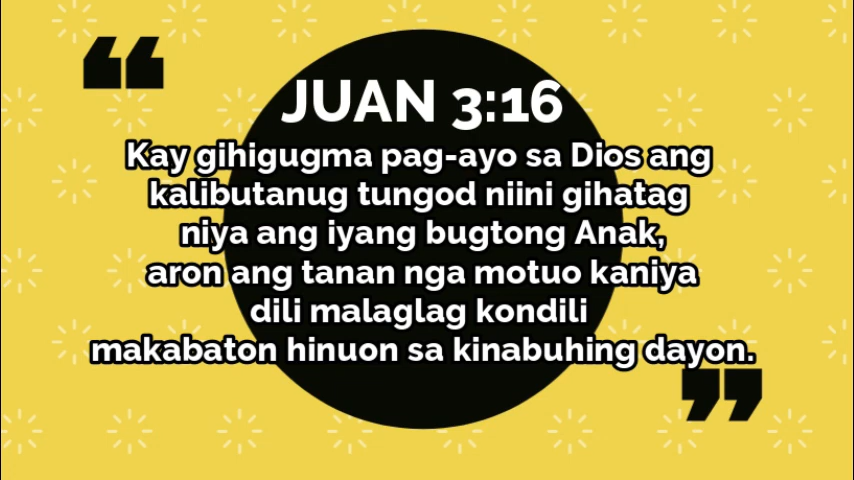 JUAN 3:16
Kay gihigugma pag-ayo sa Dios ang
kalibutanug tungod niini gihatag
niya ang iyang bugtong Anak,
aron ang tanan nga motuo kaniya
dili malaglag kondili
makabaton hinuon sa kinabuhing dayon.